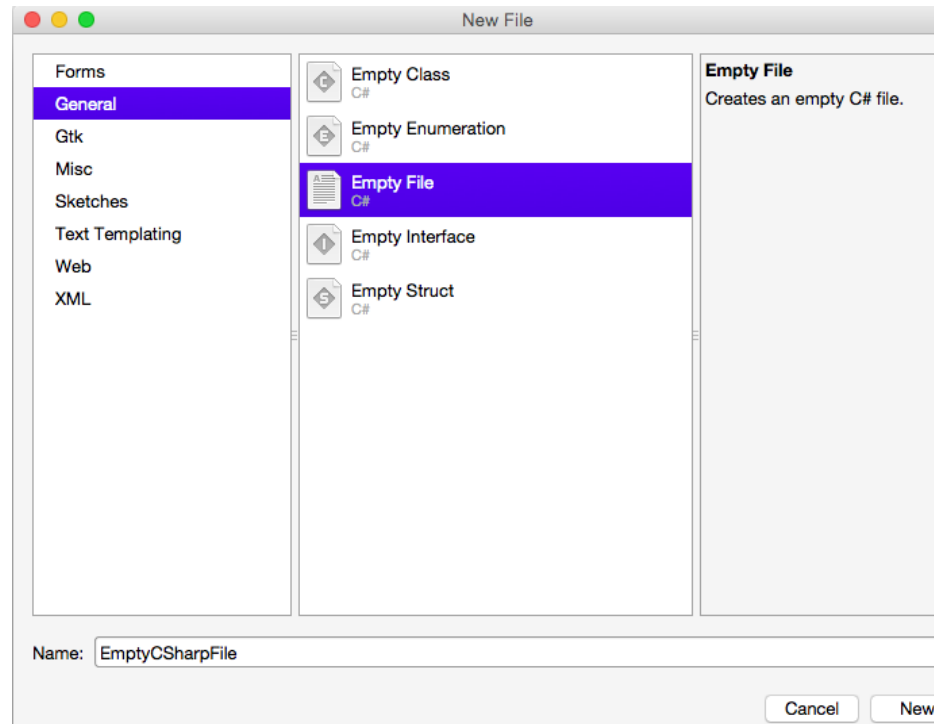 New File
Forms
General
Gtk
Misc
Sketches
Text Templating
Web
XML
Empty Class
C#
Empty Enumeration
C#
Empty File
C#
Empty Interface
C#
Empty Struct
C#
Empty File
Creates an empty C# file.
Name: EmptyCSharpFile
Cancel
New